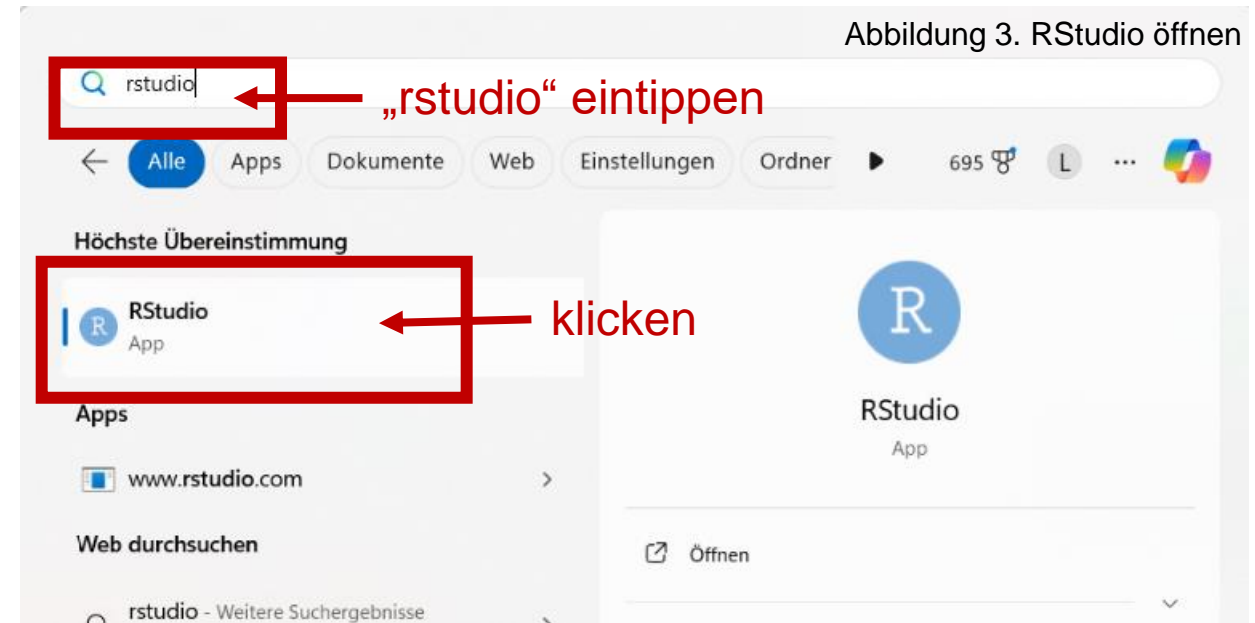 Abbildung 3. RStudio öffnen
rstudio
„rstudio“ eintippen
Alle Apps Dokumente Web Einstellungen Ordner 695 L ...
Höchste Übereinstimmung
R RStudio
App
klicken
R
RStudio
App
Apps
www.rstudio.com
Web durchsuchen
Öffnen
rstudio - Weitere Suchergebnisse